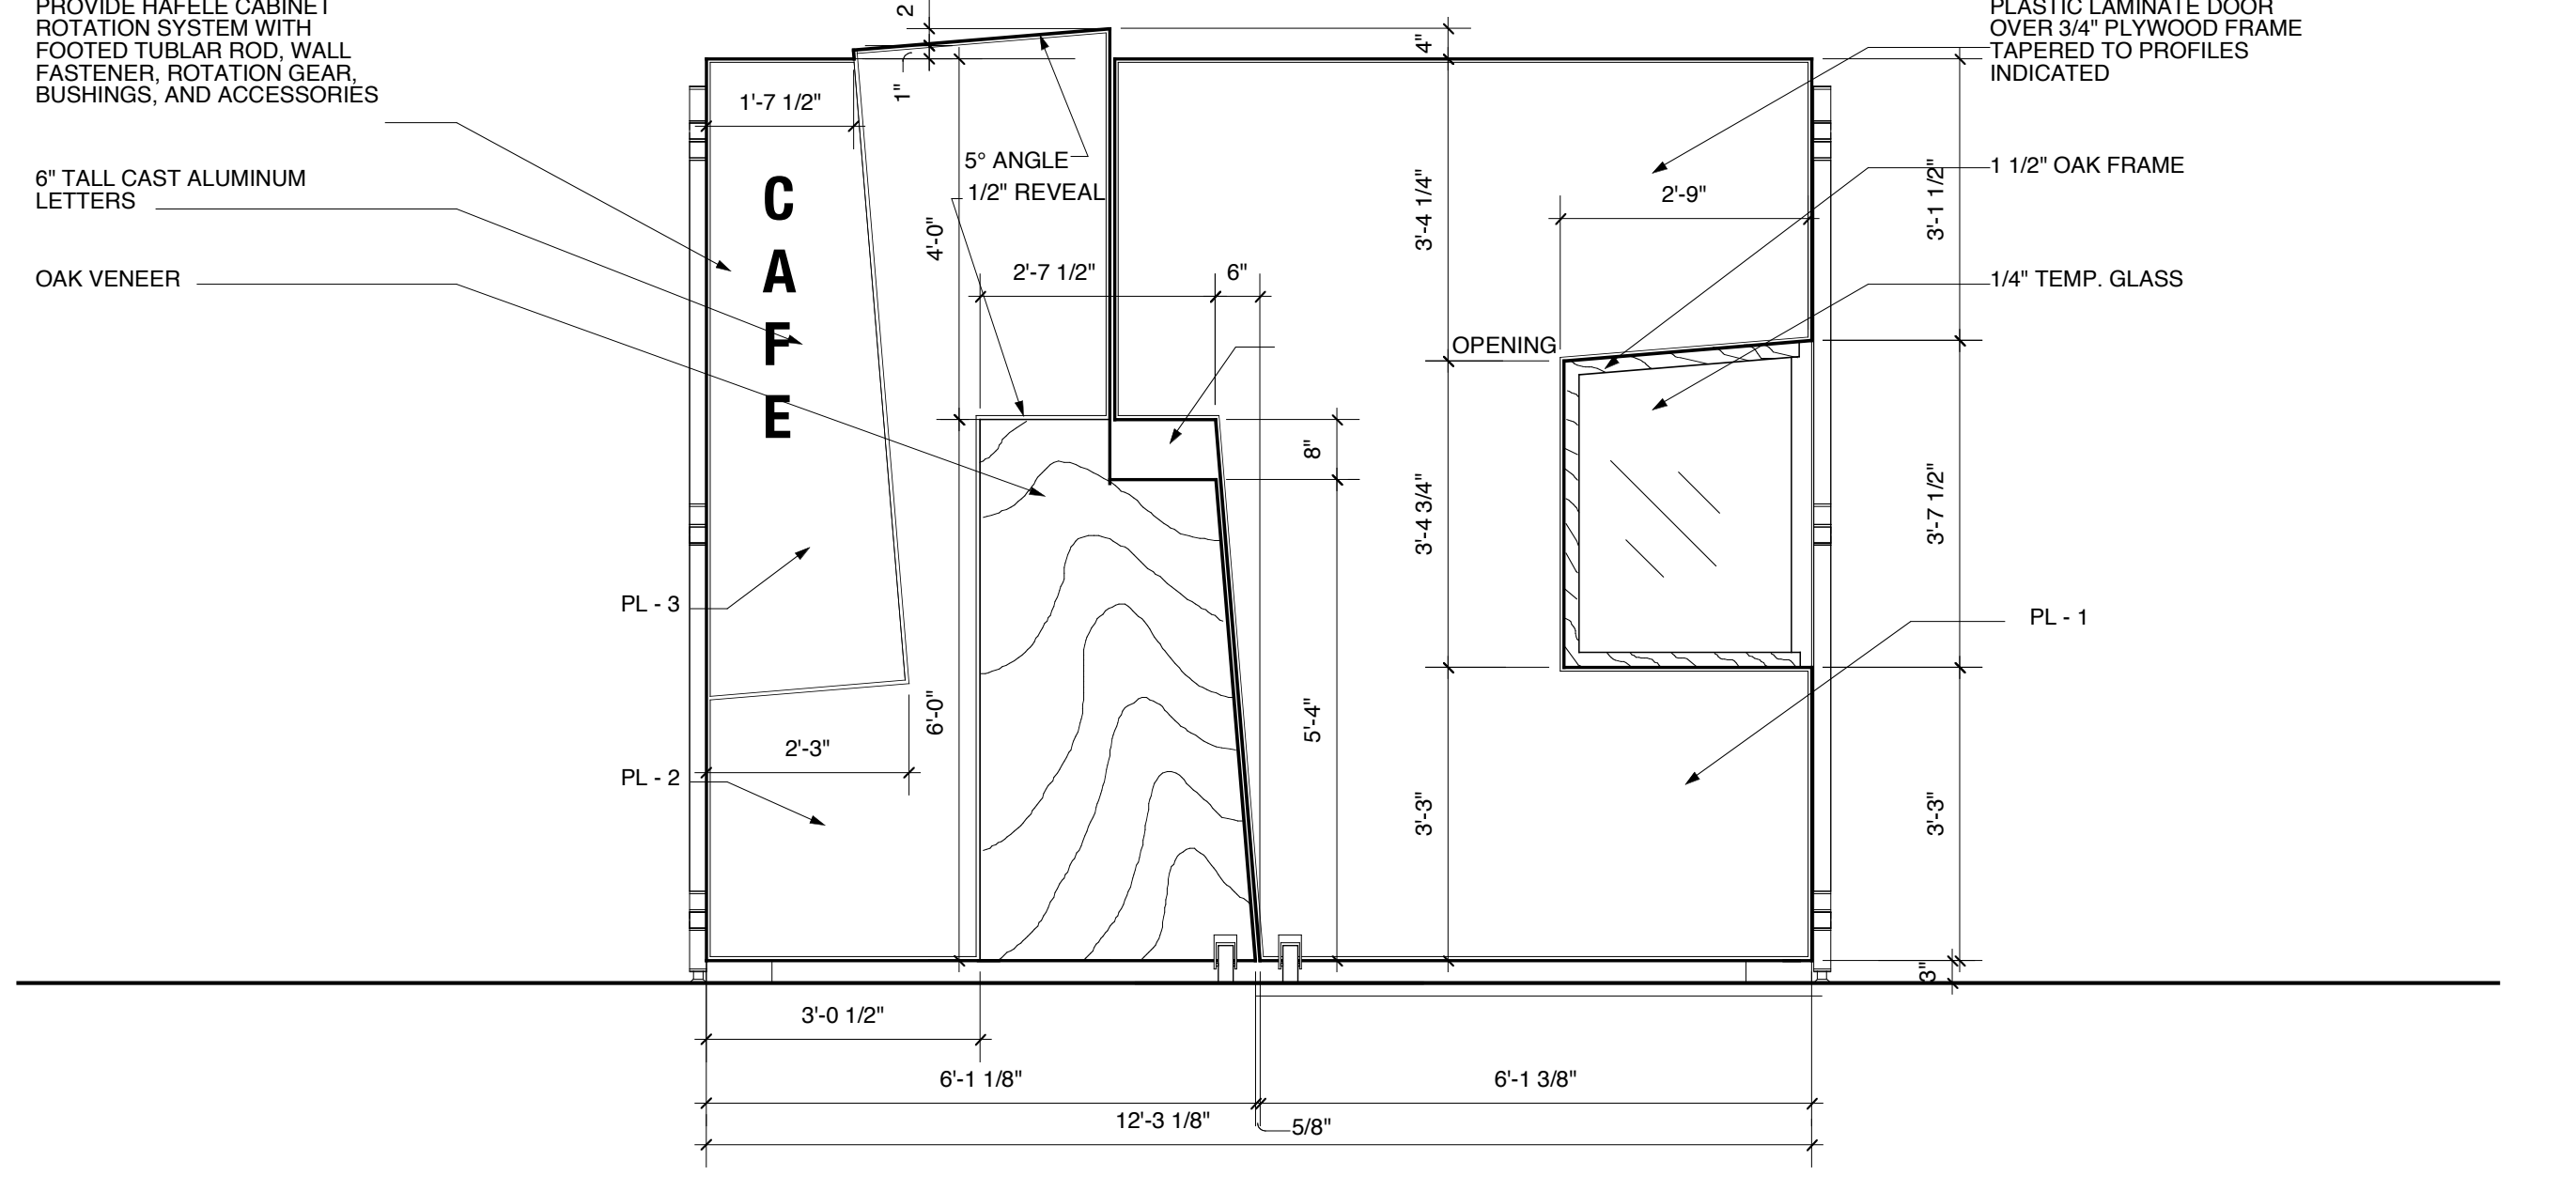 PROVIDE HAFELE CABINET
ROTATION SYSTEM WITH
FOOTED TUBLAR ROD, WALL
FASTENER, ROTATION GEAR,
BUSHINGS, AND ACCESSORIES
6" TALL CAST ALUMINUM
LETTERS
OAK VENEER
PL - 3
PL - 2
2
1"
4"
1'-7 1/2"
C
A
F
E
5° ANGLE
1/2" REVEAL
4'-0"
2'-7 1/2"
6"
3'-4 1/4"
2'-9"
OPENING
8"
3'-4 3/4"
6'-0"
5'-4"
2'-3"
3'-3"
PLASTIC LAMINATE DOOR
OVER 3/4" PLYWOOD FRAME
TAPERED TO PROFILES
INDICATED
1 1/2" OAK FRAME
3'-1 1/2"
1/4" TEMP. GLASS
3'-7 1/2"
PL - 1
3'-3"
3"
3'-0 1/2"
6'-1 1/8"
6'-1 3/8"
12'-3 1/8"
5/8"